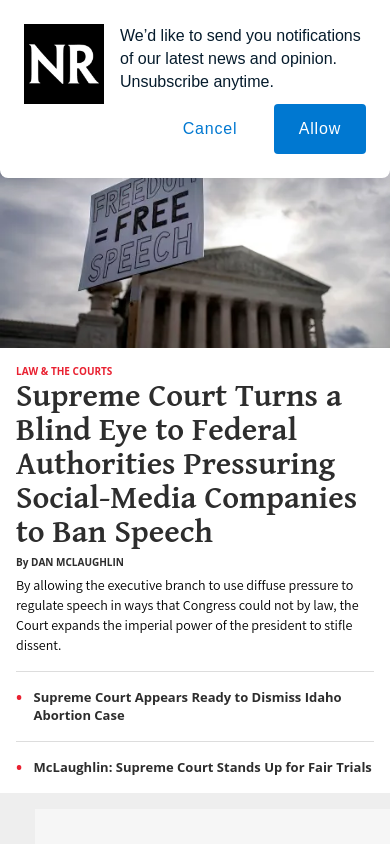 NR
We’d like to send you notifications
of our latest news and opinion.
Unsubscribe anytime.
Cancel
Allow
FREEDOM
= FREE
SPEECH
LAW & THE COURTS
Supreme Court Turns a
Blind Eye to Federal
Authorities Pressuring
Social-Media Companies
to Ban Speech
By DAN MCLAUGHLIN
By allowing the executive branch to use diffuse pressure to
regulate speech in ways that Congress could not by law, the
Court expands the imperial power of the president to stifle
dissent.
• Supreme Court Appears Ready to Dismiss Idaho
Abortion Case
• McLaughlin: Supreme Court Stands Up for Fair Trials